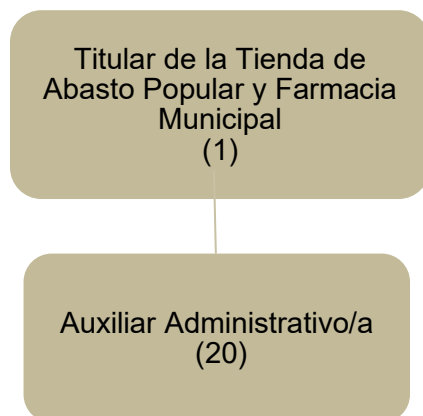 Titular de la Tienda de
Abasto Popular y Farmacia
Municipal
(1)
Auxiliar Administrativo/a
(20)